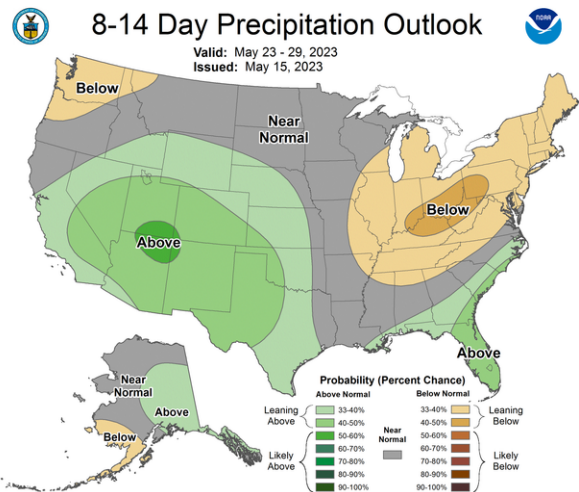 8-14 Day Precipitation Outlook
Valid: May 23 - 29, 2023
Issued: May 15, 2023
NOAA
Below
Near
Normal
Below
Above
Above
Near
Normal
Above
Below
Probability (Percent Chance)
Above Normal
Below Normal
Leaning
Above
33-40%
40-50%
50-60%
Likely
Above
60-70%
70-80%
80-90%
90-100%
Near
Normal
33-40%
40-50%
50-60%
Leaning
Below
60-70%
70-80%
80-90%
90-100%
Likely
Below